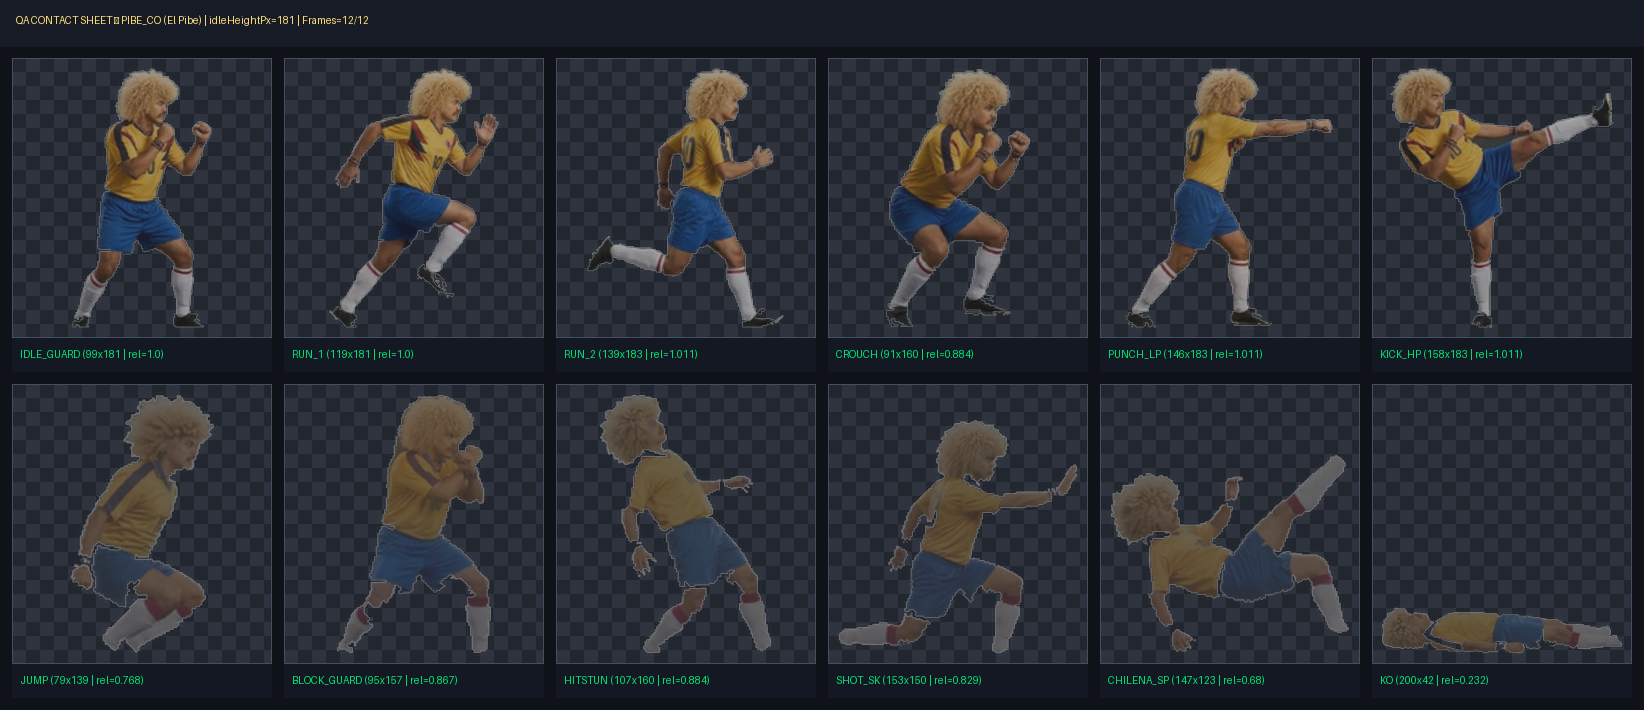 QA CONTACT SHEET PIBE_CO (El Pibe) | idleHeightPx=181 | Frames=12/12
IDLE_GUARD (99x181 | rel=1.0)
RUN_1 (119x181 | rel=1.0)
RUN_2 (139x183 | rel=1.011)
CROUCH (91x160 | rel=0.884)
PUNCH_LP (146x183 | rel=1.011)
KICK_HP (158x183 | rel=1.011)
JUMP (79x139 | rel=0.768)
BLOCK_GUARD (95x157 | rel=0.867)
HITSTUN (107x160 | rel=0.884)
SHOT_SK (153x150 | rel=0.829)
CHILENA_SP (147x123 | rel=0.68)
KO (200x42 | rel=0.232)